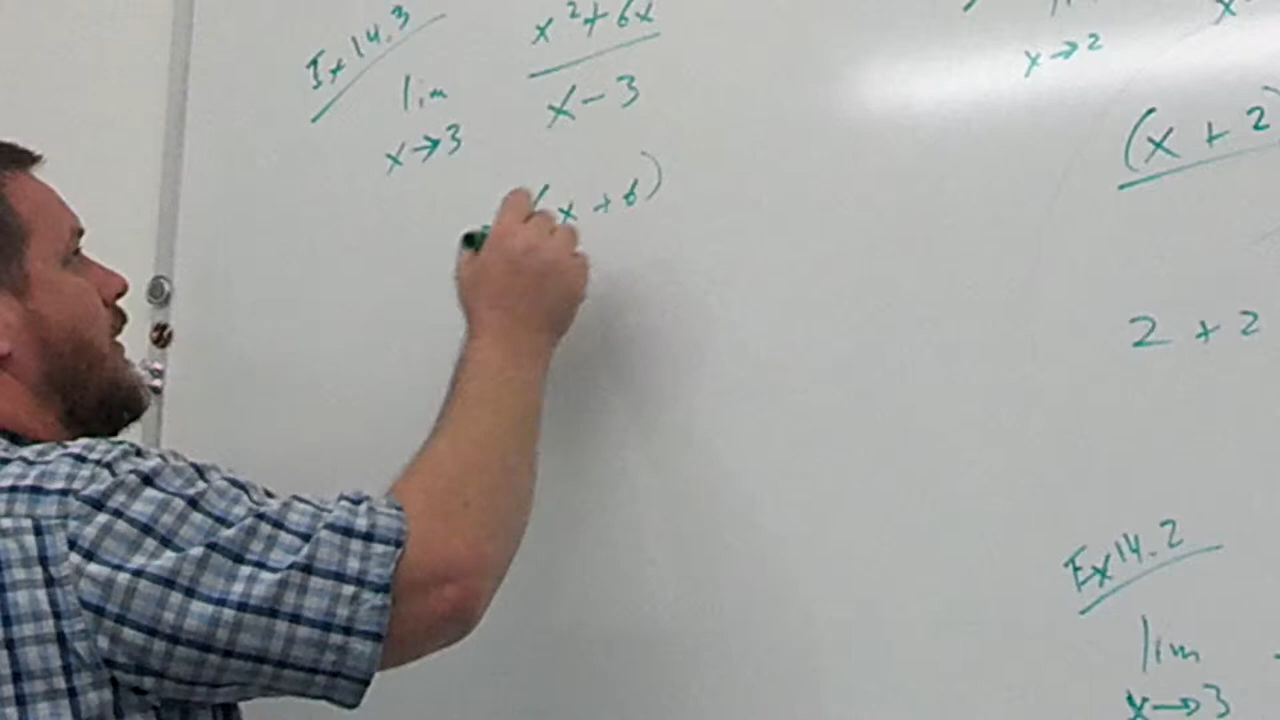 Ex 14.3
x²+6x
lim
x→3
x-3
(x+6)
x→2
(x+2)
2+2
Ex 14.2
lim
x→3